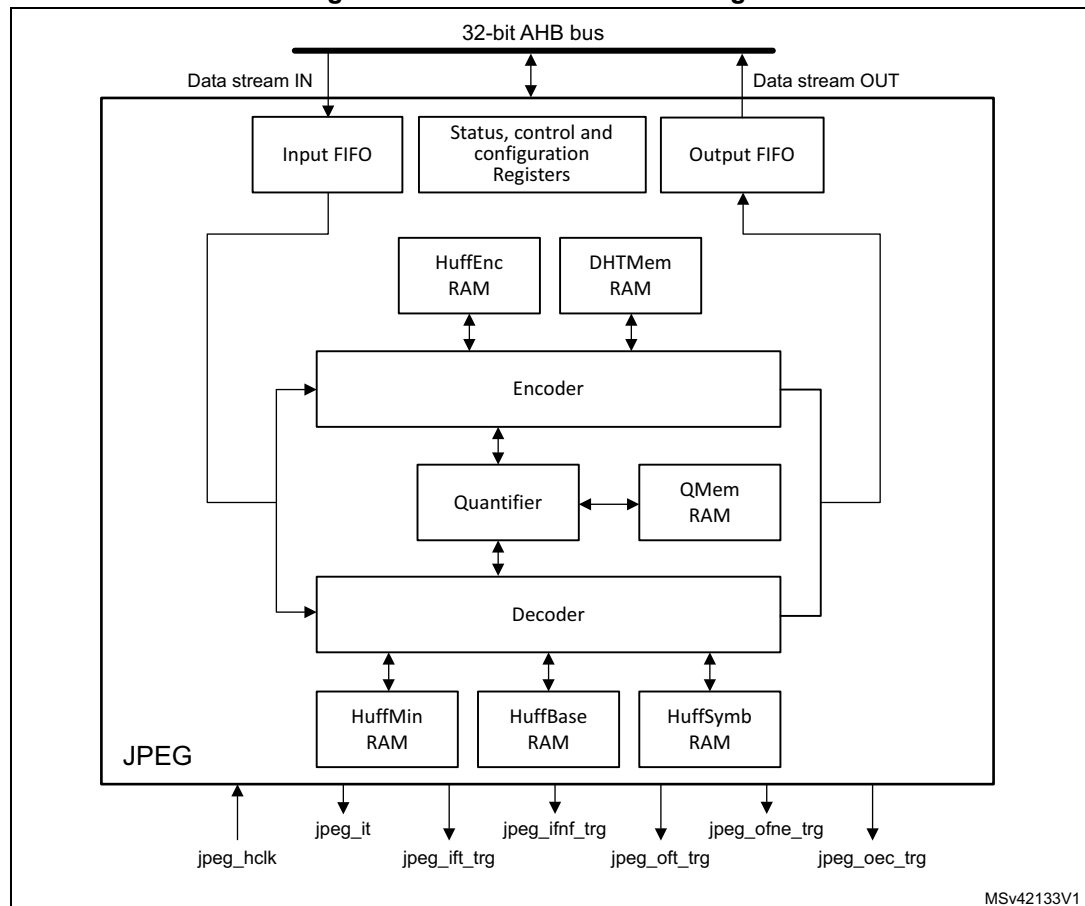 32-bit AHB bus
Data stream IN
Data stream OUT
Input FIFO
Status, control and
configuration
Registers
Output FIFO
HuffEnc
RAM
DHTMem
RAM
Encoder
Quantifier
QMem
RAM
Decoder
HuffMin
RAM
HuffBase
RAM
HuffSymb
RAM
JPEG
jpeg_hclk
jpeg_it
jpeg_ift_trg
jpeg_ifnf_trg
jpeg_oft_trg
jpeg_ofne_trg
jpeg_oec_trg
MSv42133V1